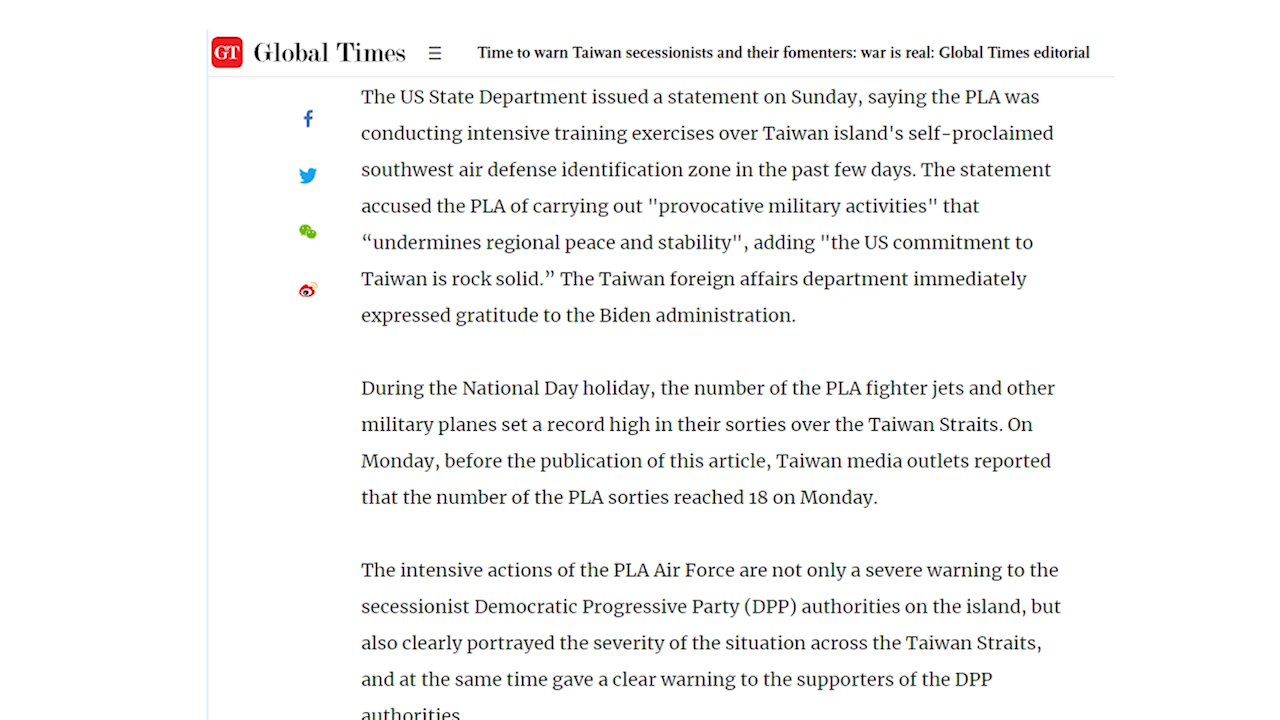 GT Global Times ☰ Time to warn Taiwan secessionists and their fomenters: war is real: Global Times editorial
The US State Department issued a statement on Sunday, saying the PLA was
conducting intensive training exercises over Taiwan island's self-proclaimed
southwest air defense identification zone in the past few days. The statement
accused the PLA of carrying out "provocative military activities" that
“undermines regional peace and stability", adding "the US commitment to
Taiwan is rock solid.” The Taiwan foreign affairs department immediately
expressed gratitude to the Biden administration.
During the National Day holiday, the number of the PLA fighter jets and other
military planes set a record high in their sorties over the Taiwan Straits. On
Monday, before the publication of this article, Taiwan media outlets reported
that the number of the PLA sorties reached 18 on Monday.
The intensive actions of the PLA Air Force are not only a severe warning to the
secessionist Democratic Progressive Party (DPP) authorities on the island, but
also clearly portrayed the severity of the situation across the Taiwan Straits,
and at the same time gave a clear warning to the supporters of the DPP
authorities.